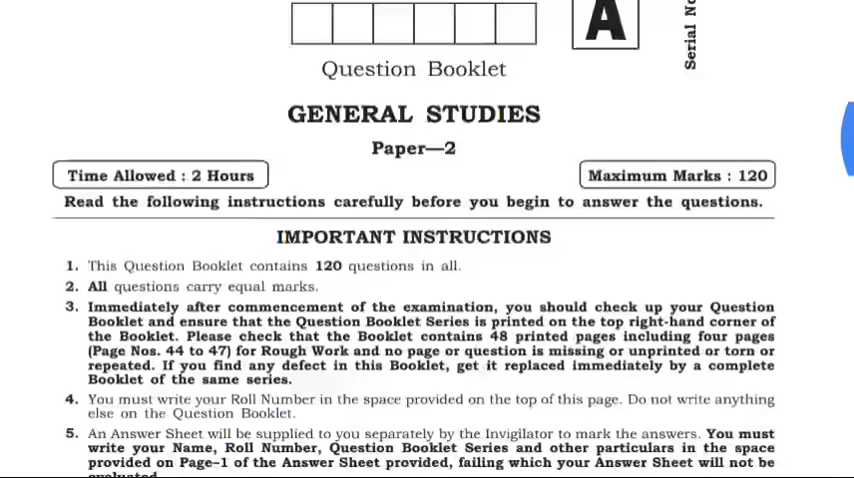 A
Serial No
Question Booklet
GENERAL STUDIES
Paper—2
Time Allowed : 2 Hours
Maximum Marks : 120
Read the following instructions carefully before you begin to answer the questions.
IMPORTANT INSTRUCTIONS
1. This Question Booklet contains 120 questions in all.
2. All questions carry equal marks.
3. Immediately after commencement of the examination, you should check up your Question
Booklet and ensure that the Question Booklet Series is printed on the top right-hand corner of
the Booklet. Please check that the Booklet contains 48 printed pages including four pages
(Page Nos. 44 to 47) for Rough Work and no page or question is missing or unprinted or torn or
repeated. If you find any defect in this Booklet, get it replaced immediately by a complete
Booklet of the same series.
4. You must write your Roll Number in the space provided on the top of this page. Do not write anything
else on the Question Booklet.
5. An Answer Sheet will be supplied to you separately by the Invigilator to mark the answers. You must
write your Name, Roll Number, Question Booklet Series and other particulars in the space
provided on Page–1 of the Answer Sheet provided, failing which your Answer Sheet will not be
evaluated.